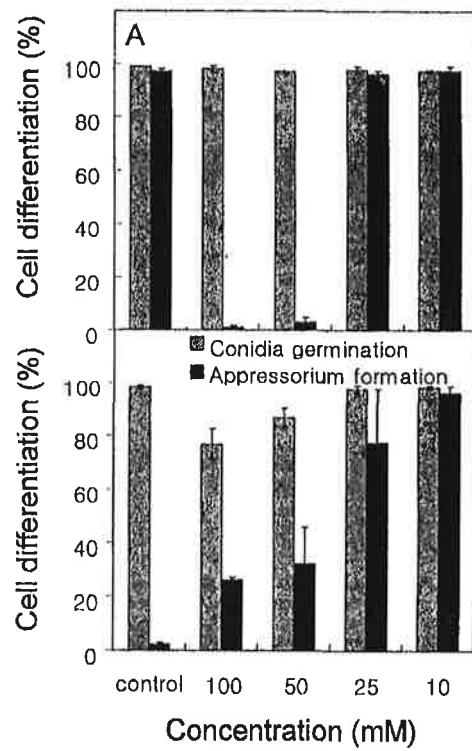 A
Cell differentiation (%)
100
80
60
40
20
0
Conidia germination
Appressorium formation
Cell differentiation (%)
100
80
60
40
20
0
control 100 50 25 10
Concentration (mM)